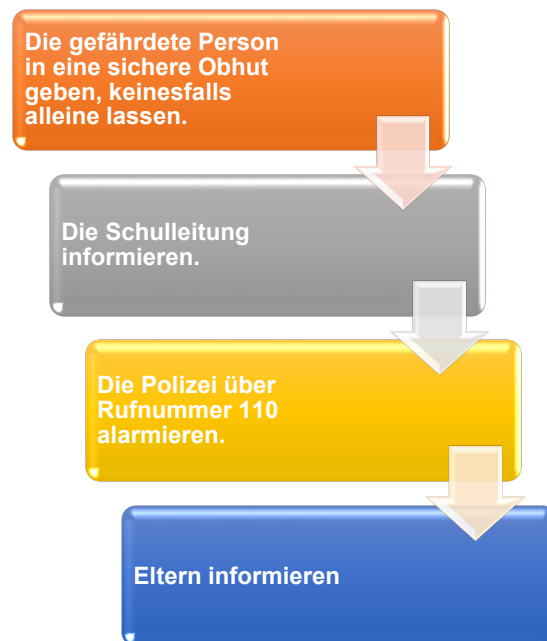 Die gefährdete Person
in eine sichere Obhut
geben, keinesfalls
alleine lassen.
Die Schulleitung
informieren.
Die Polizei über
Rufnummer 110
alarmieren.
Eltern informieren